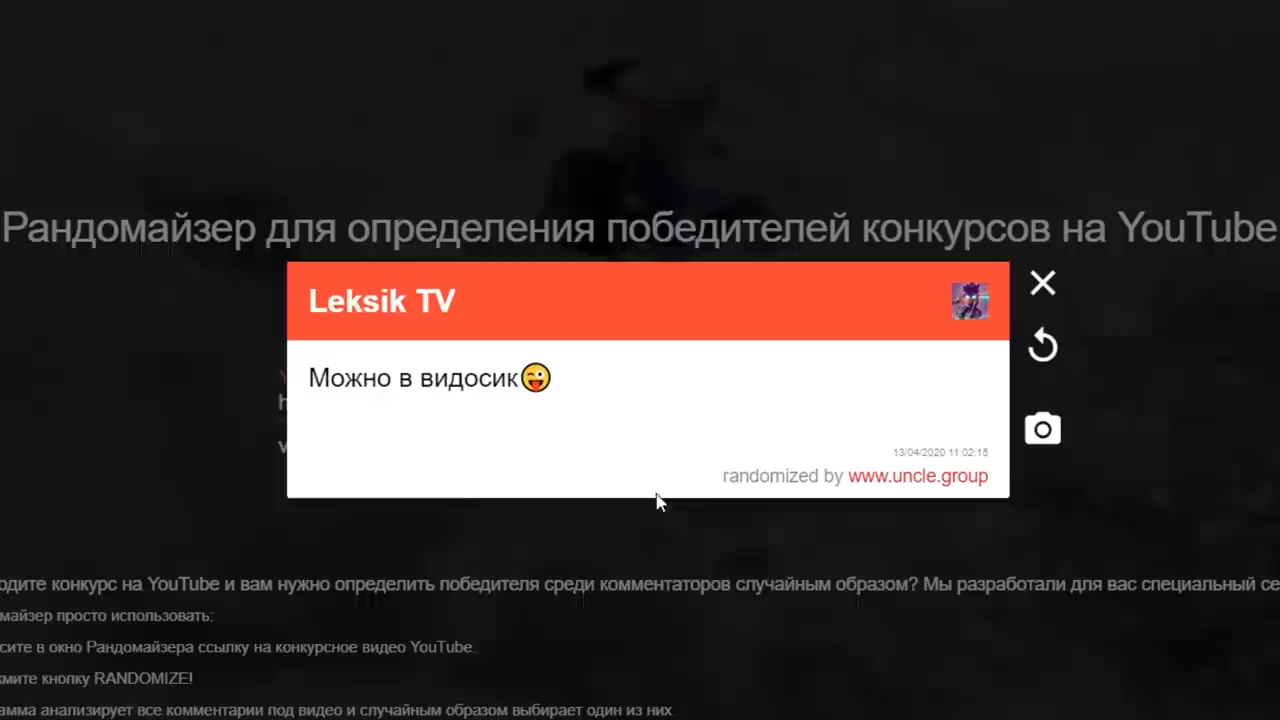 Рандомайзер для определения победителей конкурсов на YouTube
Leksik TV
Можно в видосик😜
13/04/2020 11:02:15
randomized by www.uncle.group
одите конкурс на YouTube и вам нужно определить победителя среди комментаторов случайным образом? Мы разработали для вас специальный се
майзер просто использовать:
сите в окно Рандомайзера ссылку на конкурсное видео YouTube.
жмите кнопку RANDOMIZE!
амма анализирует все комментарии под видео и случайным образом выбирает один из них